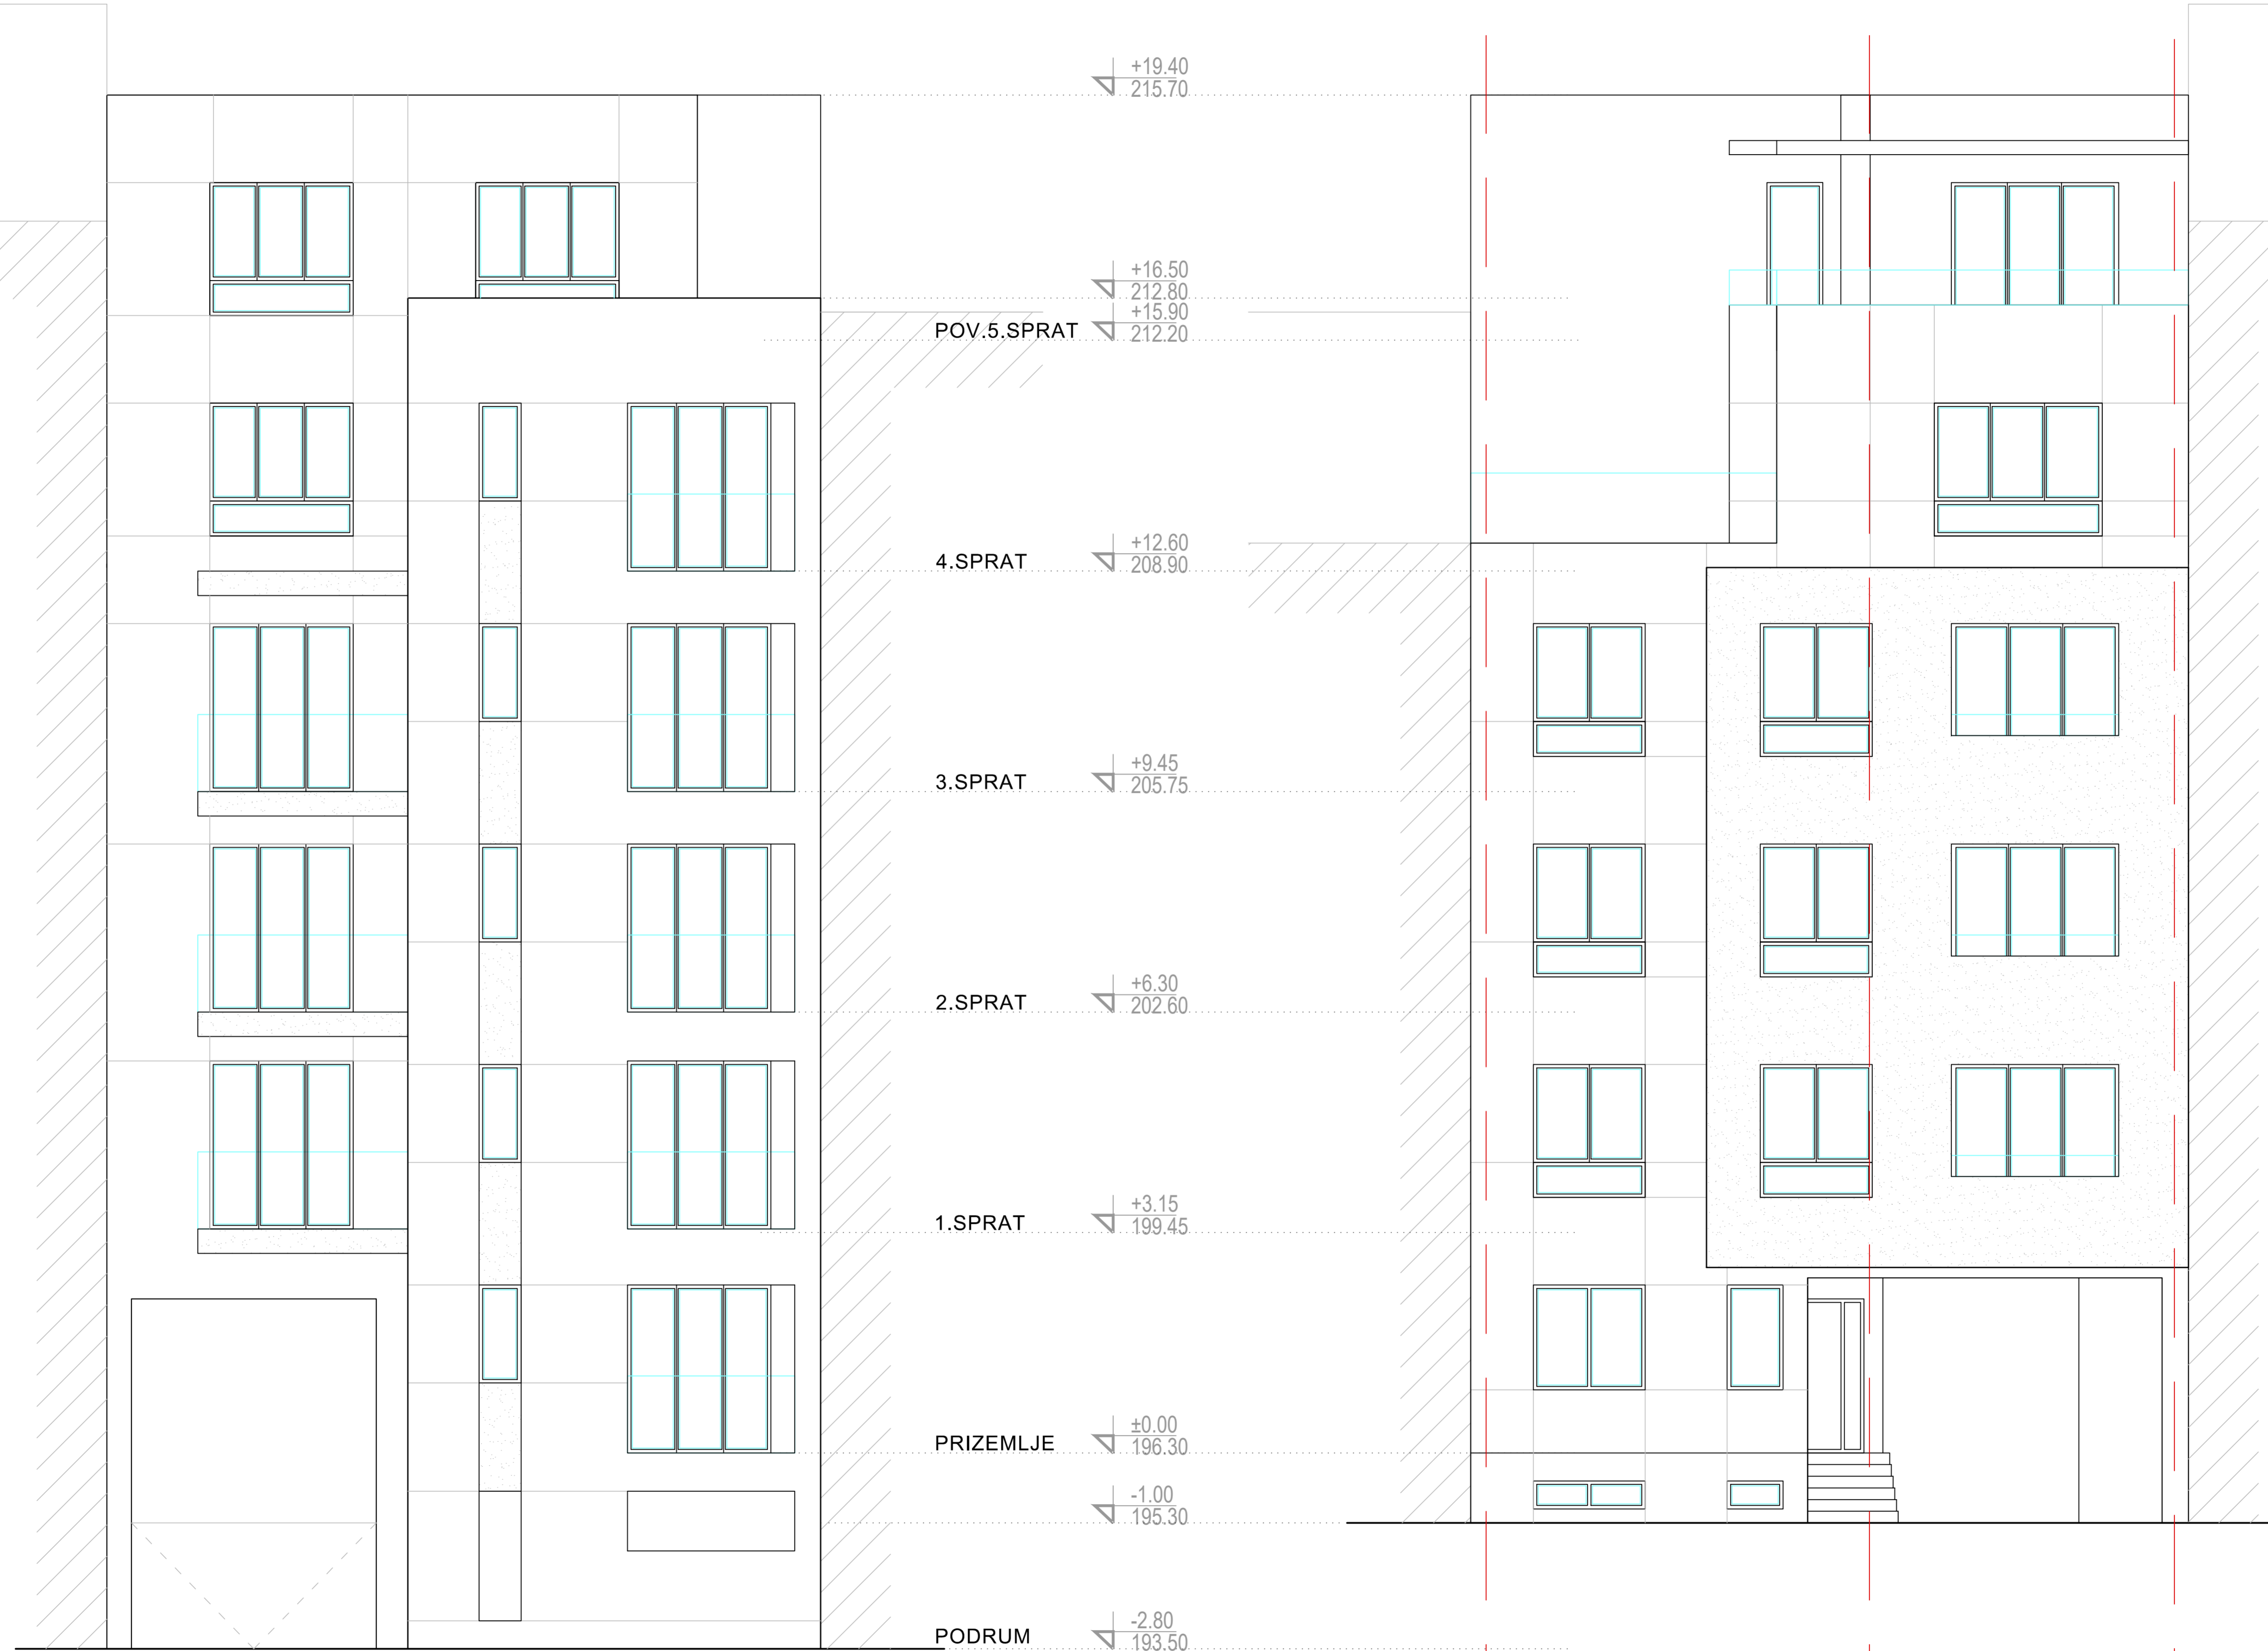 +19.40
215.70
+16.50
212.80
+15.90
POV.5.SPRAT
212.20
+12.60
4.SPRAT
208.90
+9.45
3.SPRAT
205.75
+6.30
2.SPRAT
202.60
+3.15
1.SPRAT
199.45
±0.00
PRIZEMLJE
196.30
-1.00
195.30
-2.80
PODRUM
193.50